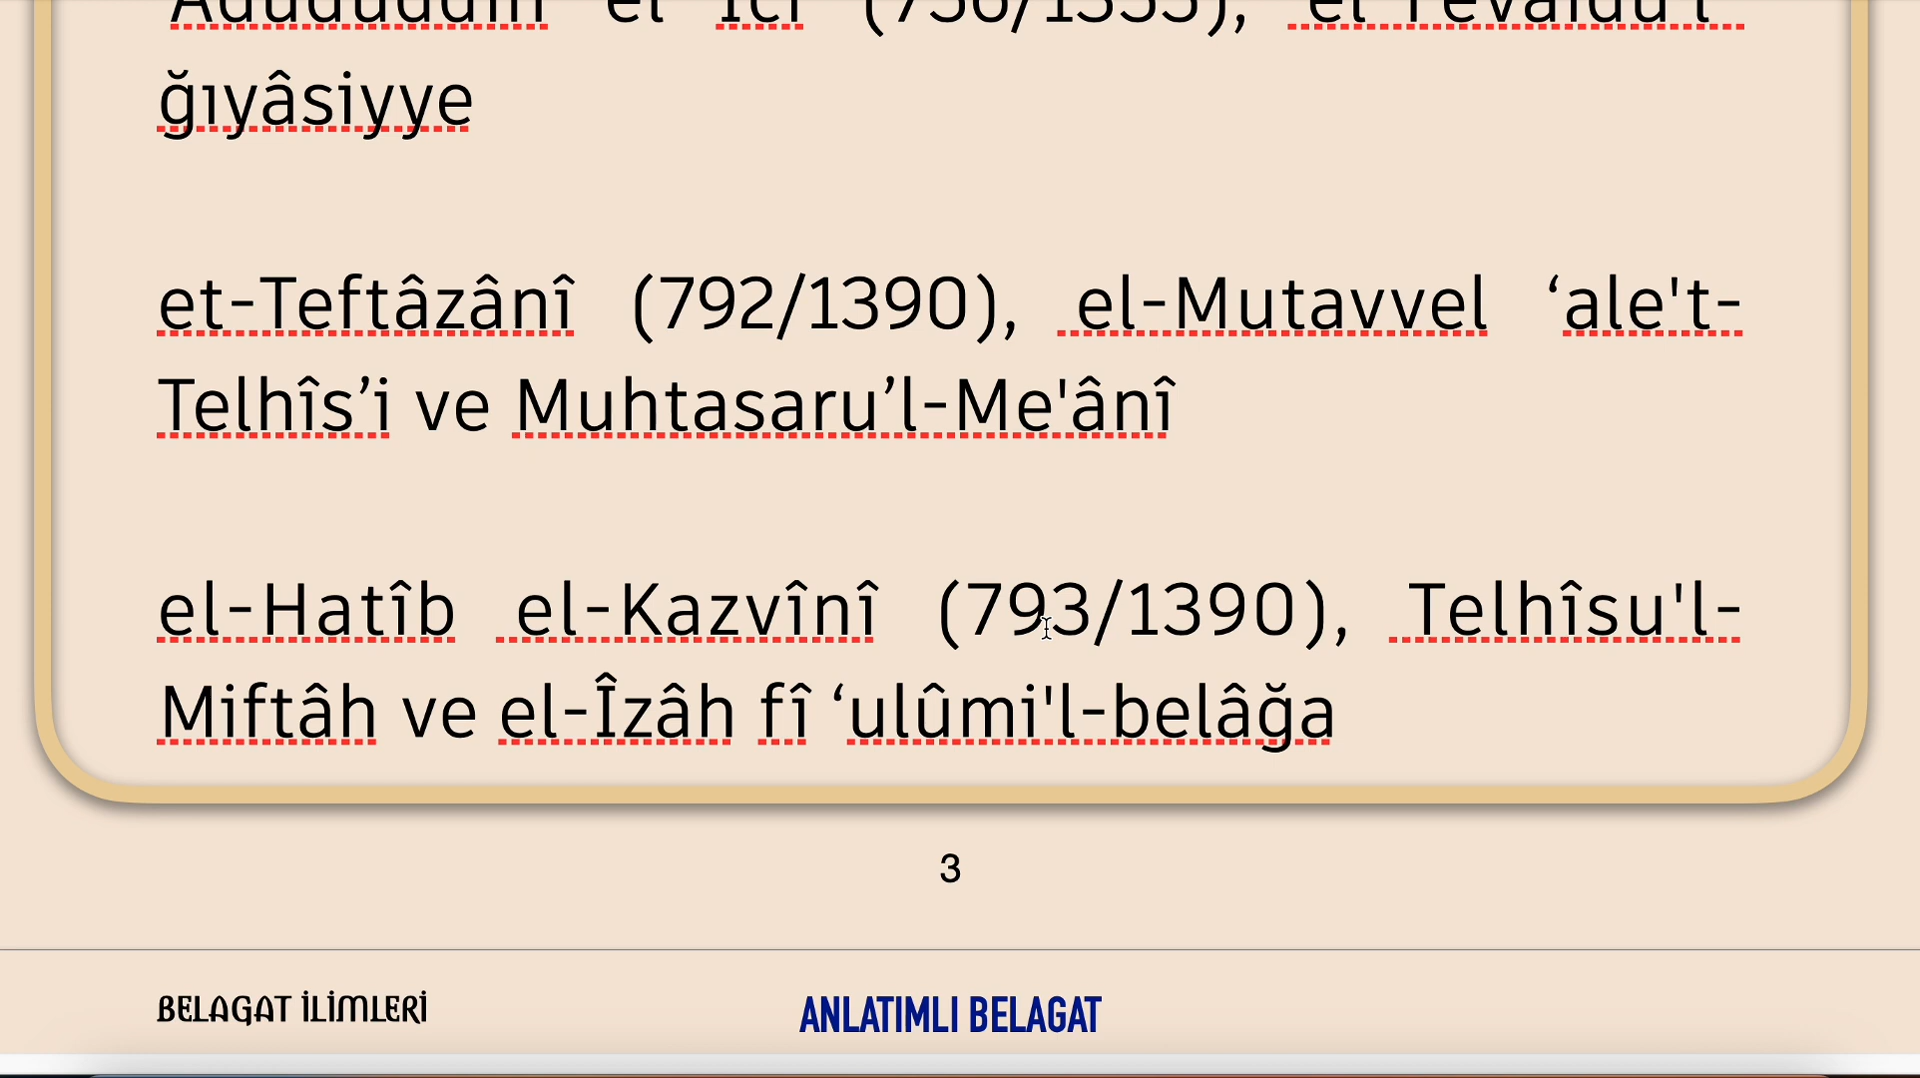 ğıyâsiyye
et-Teftâzânî (792/1390), el-Mutavvel ‘ale't-
Telhîs’i ve Muhtasaru’l-Me'ânî
el-Hatîb el-Kazvînî (793/1390), Telhîsu'l-
Miftâh ve el-Îzâh fî ‘ulûmi'l-belâğa
3
BELAGAT İLİMLERİ
ANLATIMLI BELAGAT